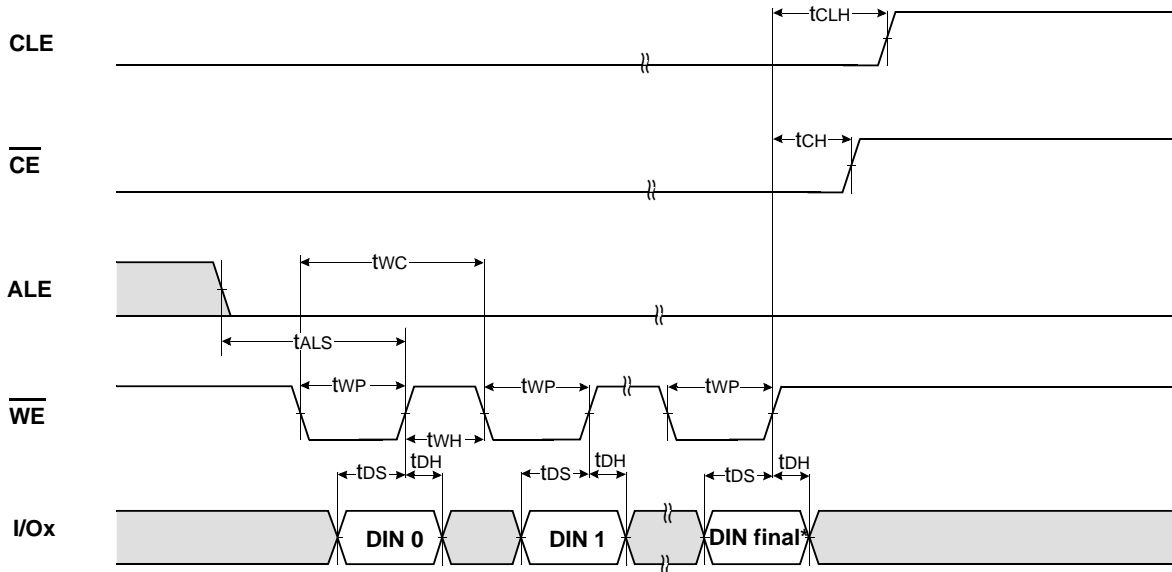 tCLH
CLE
tCH
CE
tWC
ALE
tALS
tWP
tWP
tWP
WE
tWH
tDS
tDH
tDS
tDH
tDS
tDH
I/Ox
DIN 0
DIN 1
DIN final*